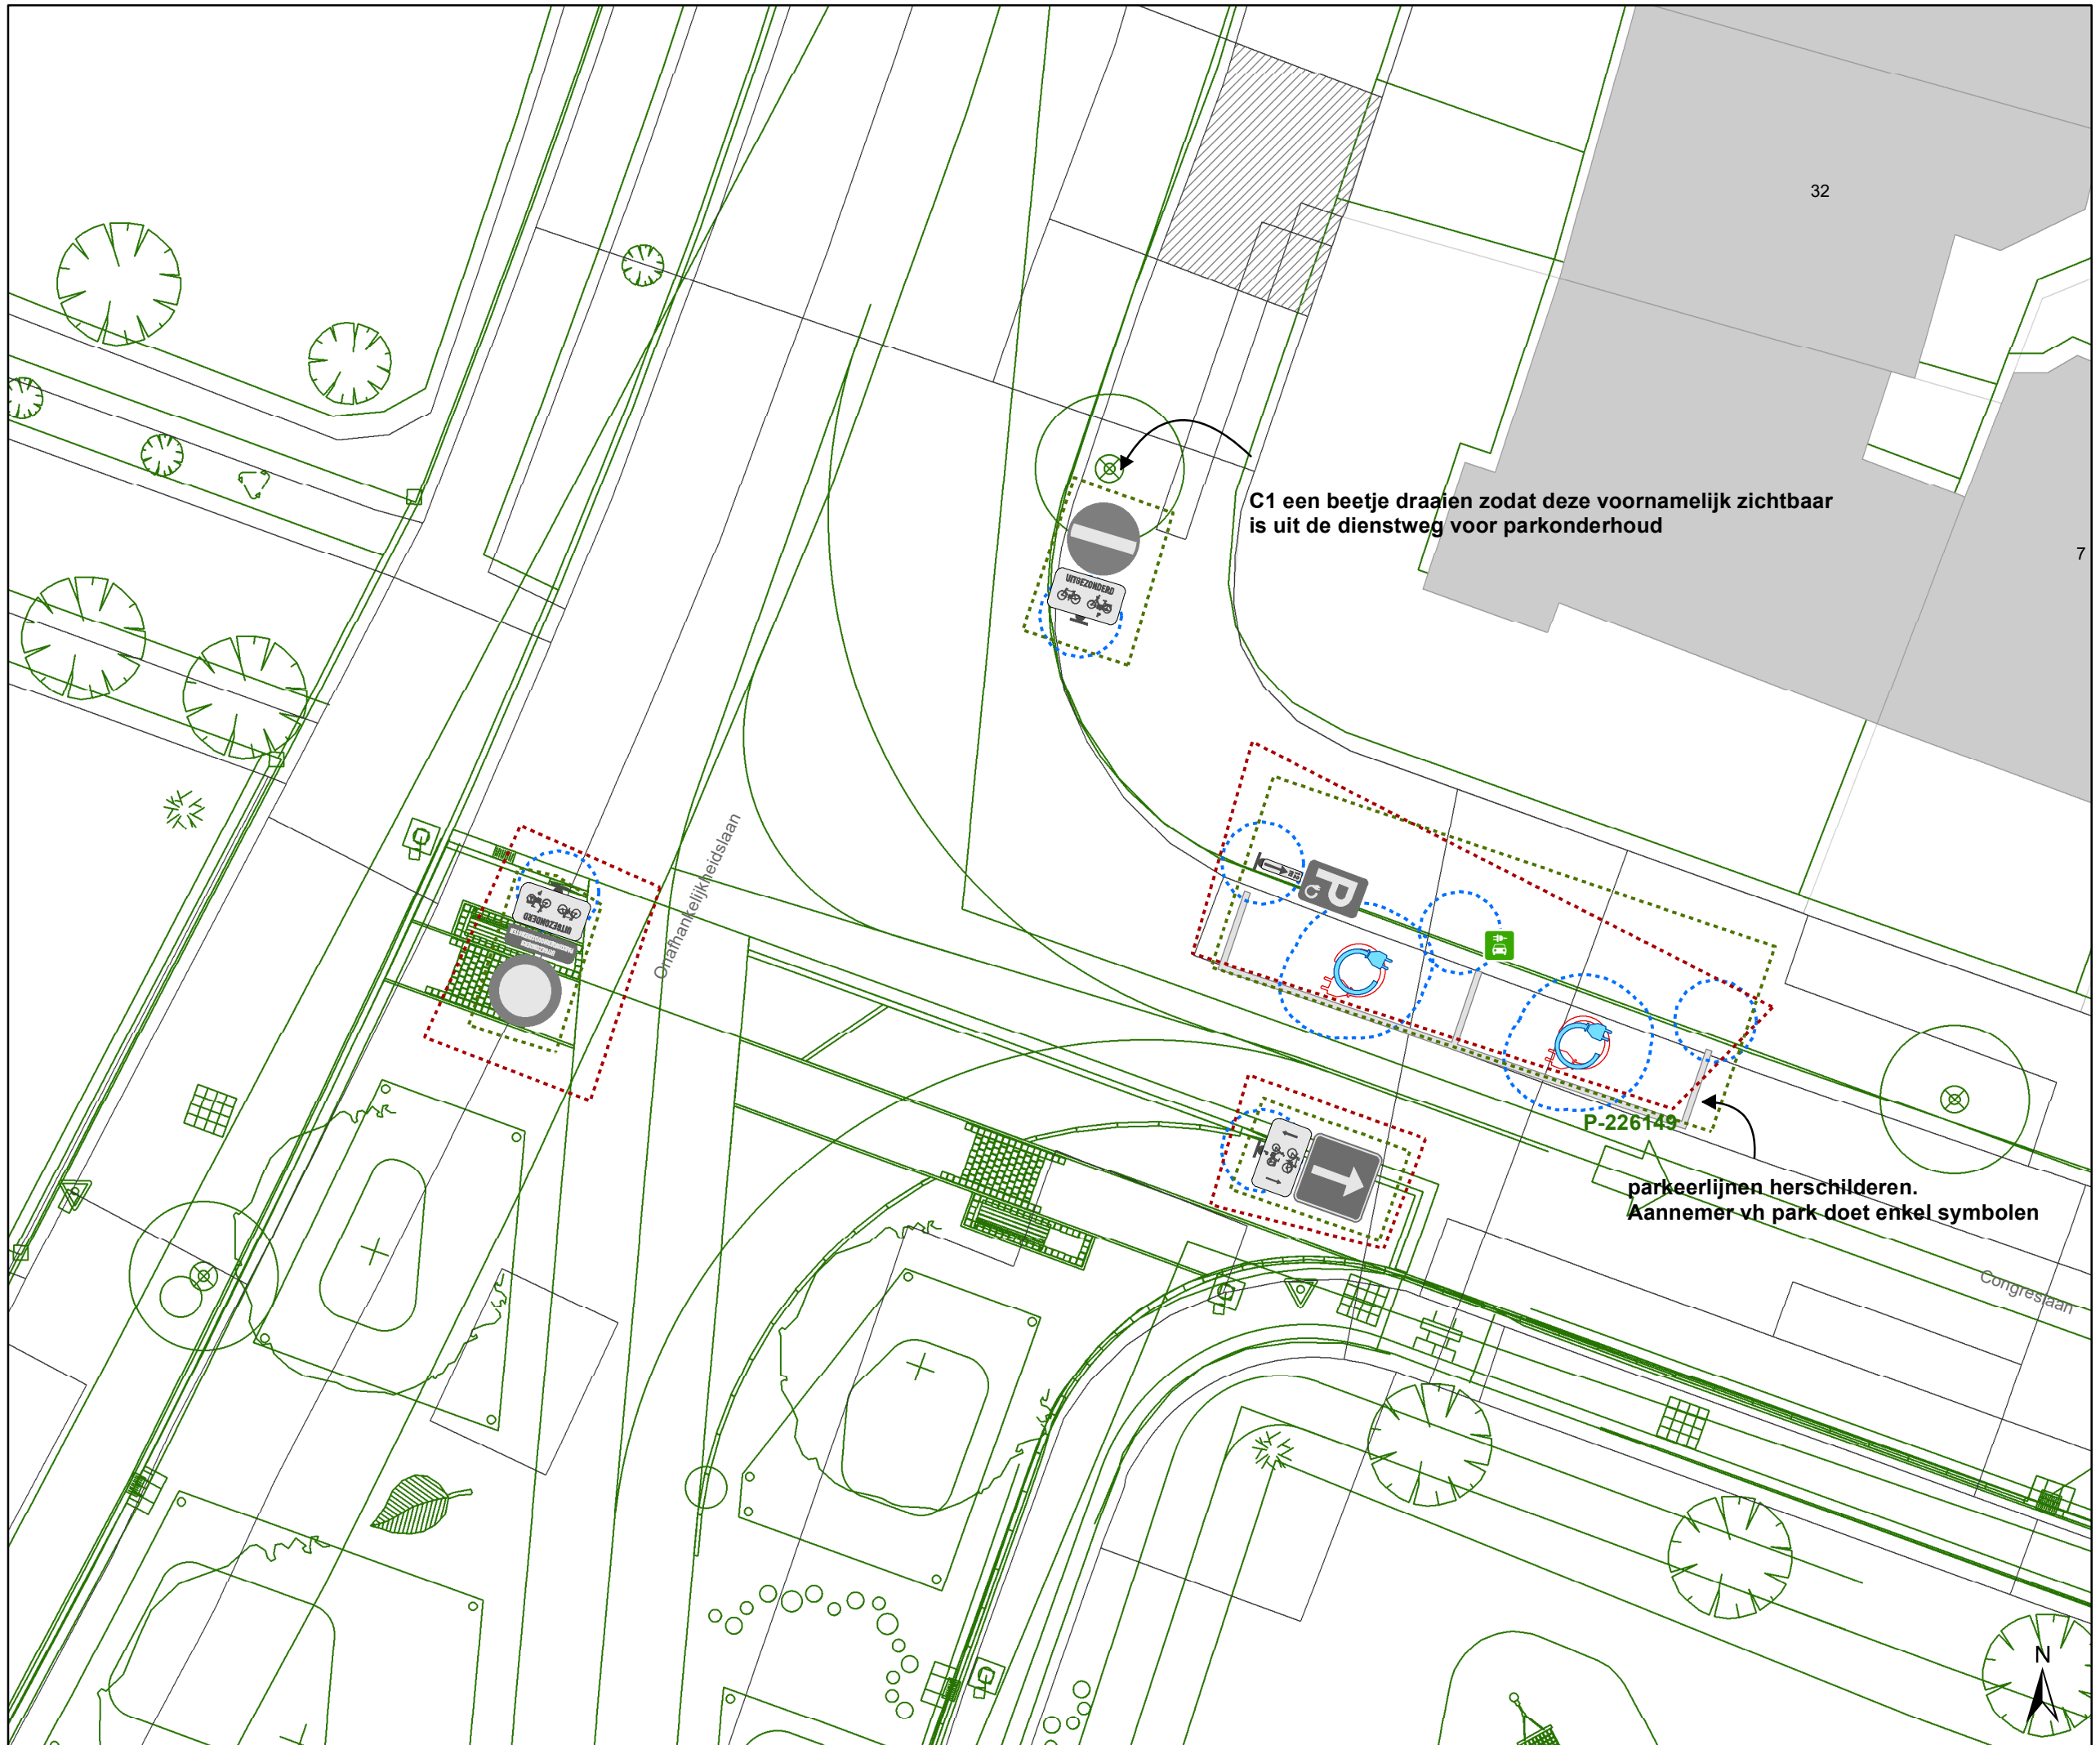 32
C1 een beetje draaien zodat deze voornamelijk zichtbaar
is uit de dienstweg voor parkonderhoud
7
UITGEZONDERD
Onafhankelijkheidslaan
UITGEZONDERD
P
P-226149
parkeerlijnen herschilderen.
Aannemer vh park doet enkel symbolen
Congreslaan
N